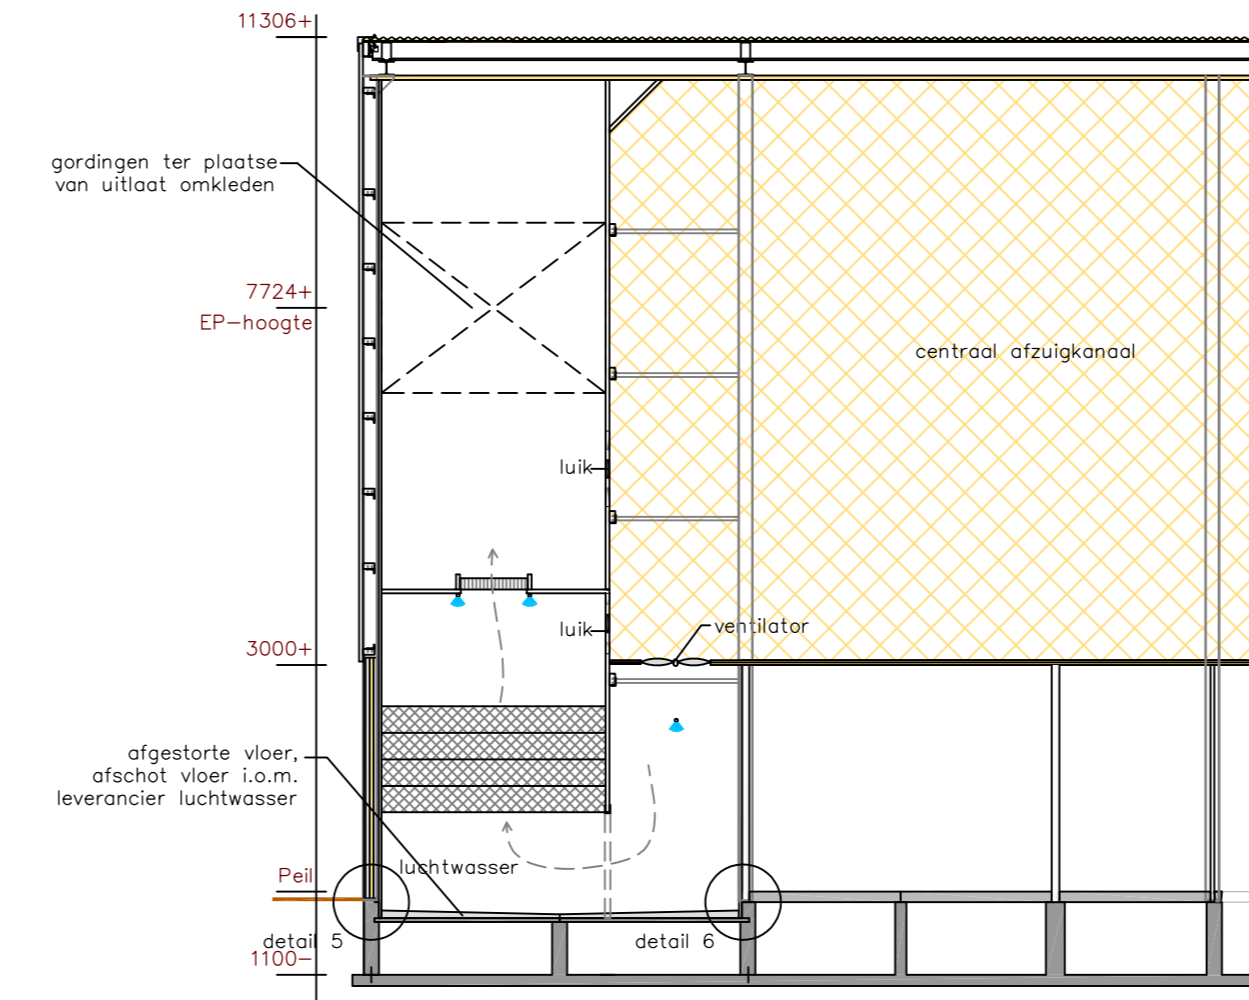 11306+
gordingen ter plaatse
van uitlaat omkleden
7724+
EP-hoogte
centraal afzuigkanaal
luik
luik
ventilator
3000+
afgestorte vloer,
afschot vloer i.o.m.
leverancier luchtwasser
luchtwasser
Peil
detail 5
detail 6
1100-